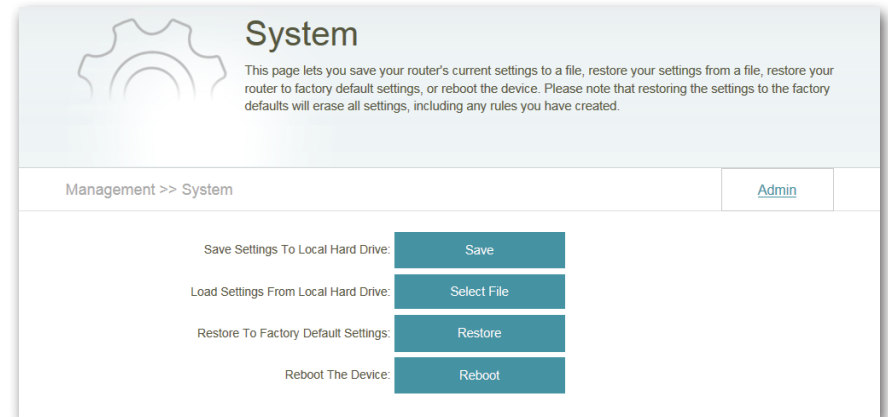 System
This page lets you save your router's current settings to a file, restore your settings from a file, restore your
router to factory default settings, or reboot the device. Please note that restoring the settings to the factory
defaults will erase all settings, including any rules you have created.
Management >> System
Admin
Save Settings To Local Hard Drive: Save
Load Settings From Local Hard Drive: Select File
Restore To Factory Default Settings: Restore
Reboot The Device: Reboot